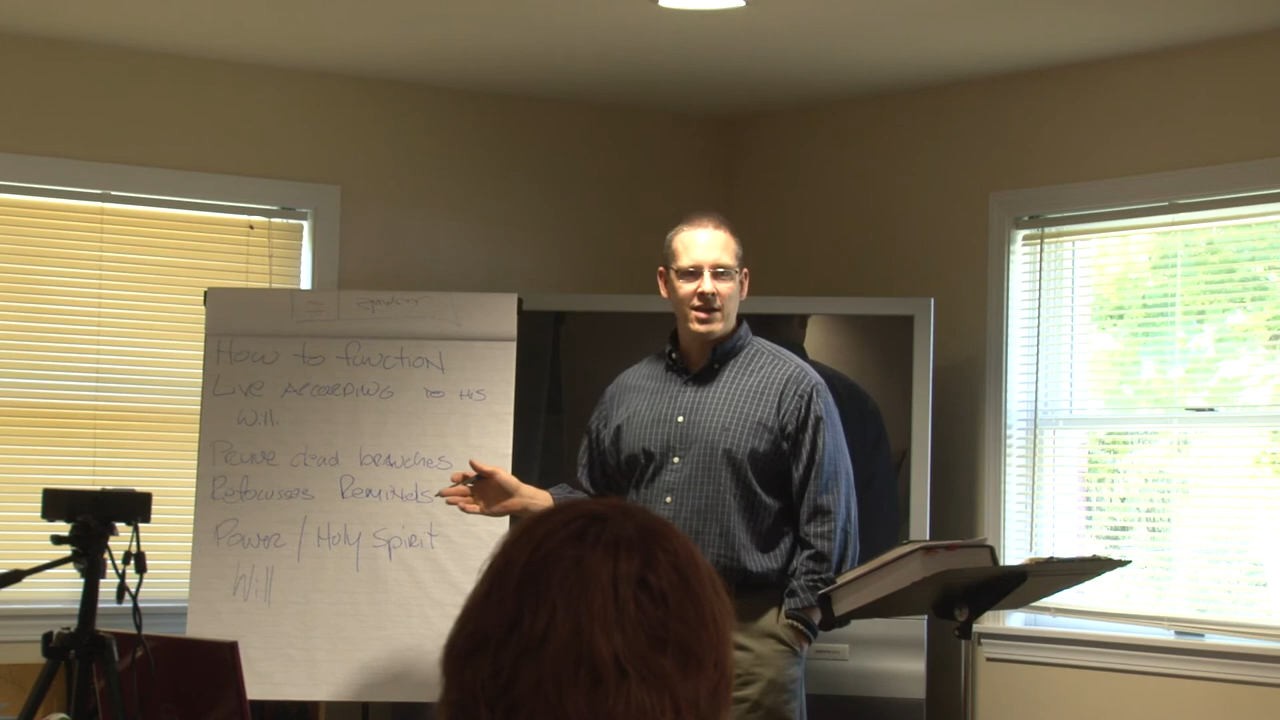 How to function
Live According to His
Will.
Prune dead branches
Refocuses Reminds
Power / Holy Spirit
Will